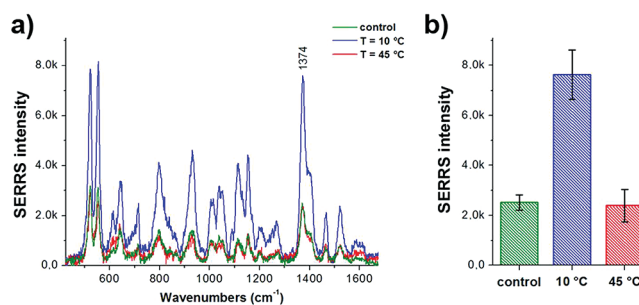 a)
control
T = 10 °C
T = 45 °C
1374
SERRS intensity
8.0k
6.0k
4.0k
2.0k
0.0
600
800
1000
1200
1400
1600
Wavenumbers (cm⁻¹)
b)
SERRS intensity
8.0k
6.0k
4.0k
2.0k
0.0
control
10 °C
45 °C